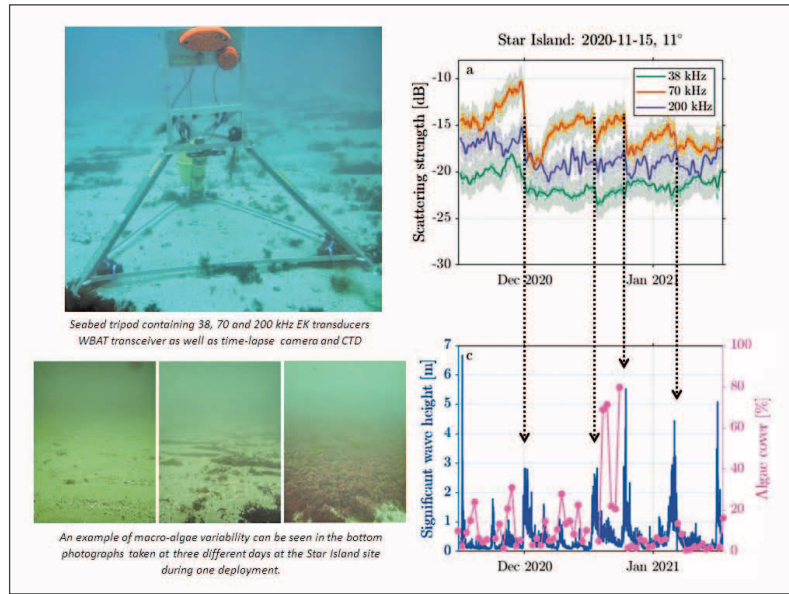 Seabed tripod containing 38, 70 and 200 kHz EK transducers
WBAT transceiver as well as time-lapse camera and CTD
An example of macro-algae variability can be seen in the bottom
photographs taken at three different days at the Star Island site
during one deployment.
Star Island: 2020-11-15, 11°
a
38 kHz
70 kHz
200 kHz
Scattering strength [dB]
-10
-15
-20
-25
-30
Dec 2020
Jan 2021
c
Significant wave height [m]
7
6
5
4
3
2
1
0
Algae cover [%]
100
80
60
40
20
0
Dec 2020
Jan 2021